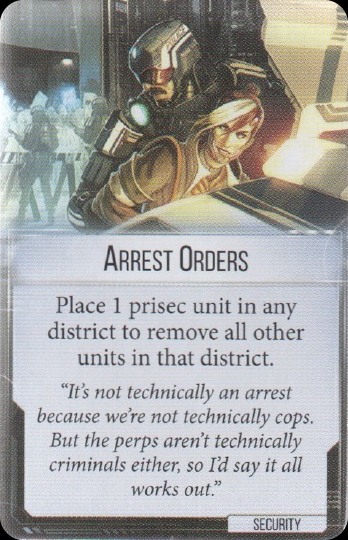 ARREST ORDERS
Place 1 prisec unit in any
district to remove all other
units in that district.
“It’s not technically an arrest
because we’re not technically cops.
But the perps aren’t technically
criminals either, so I’d say it all
works out.”
SECURITY